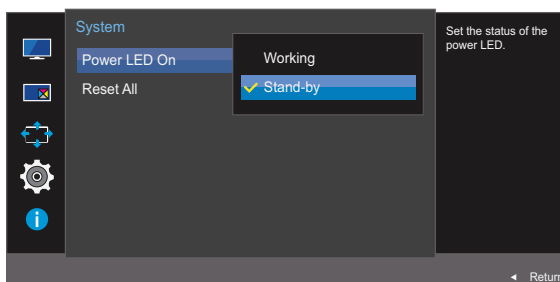 System
Power LED On
Reset All
Working
Stand-by
Set the status of the
power LED.
Return